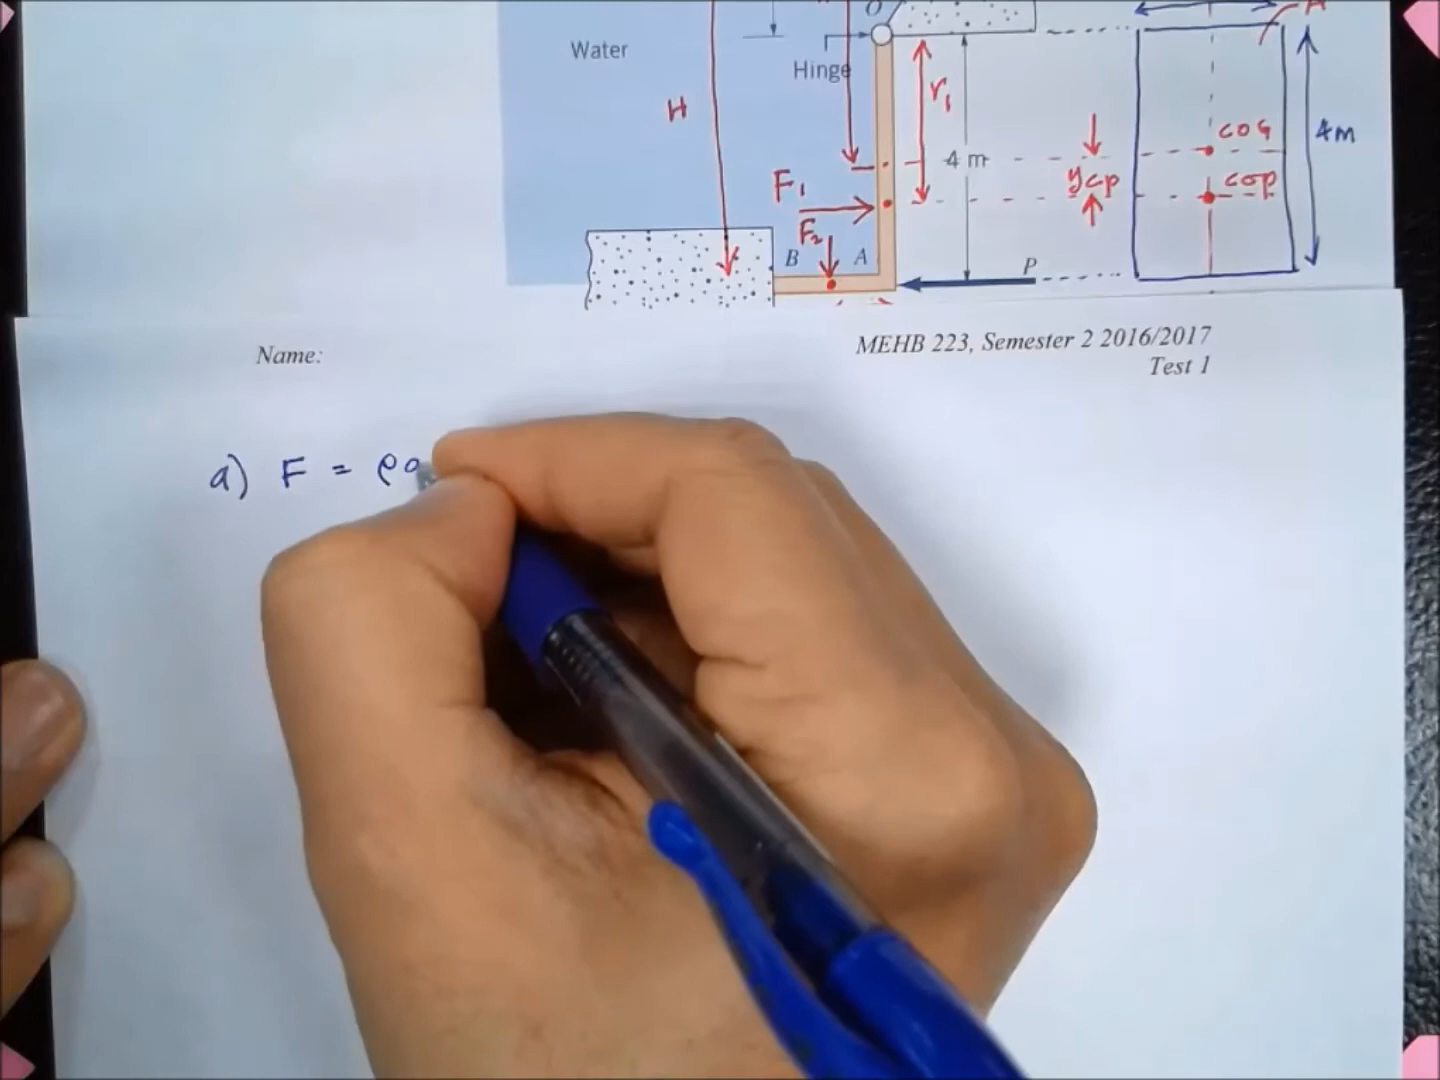 O
Water
Hinge
H
r₁
4 m
COG
4m
F₁
ycp
COP
F₂
B
A
P
Name:
MEHB 223, Semester 2 2016/2017
Test 1
a) F = ρg